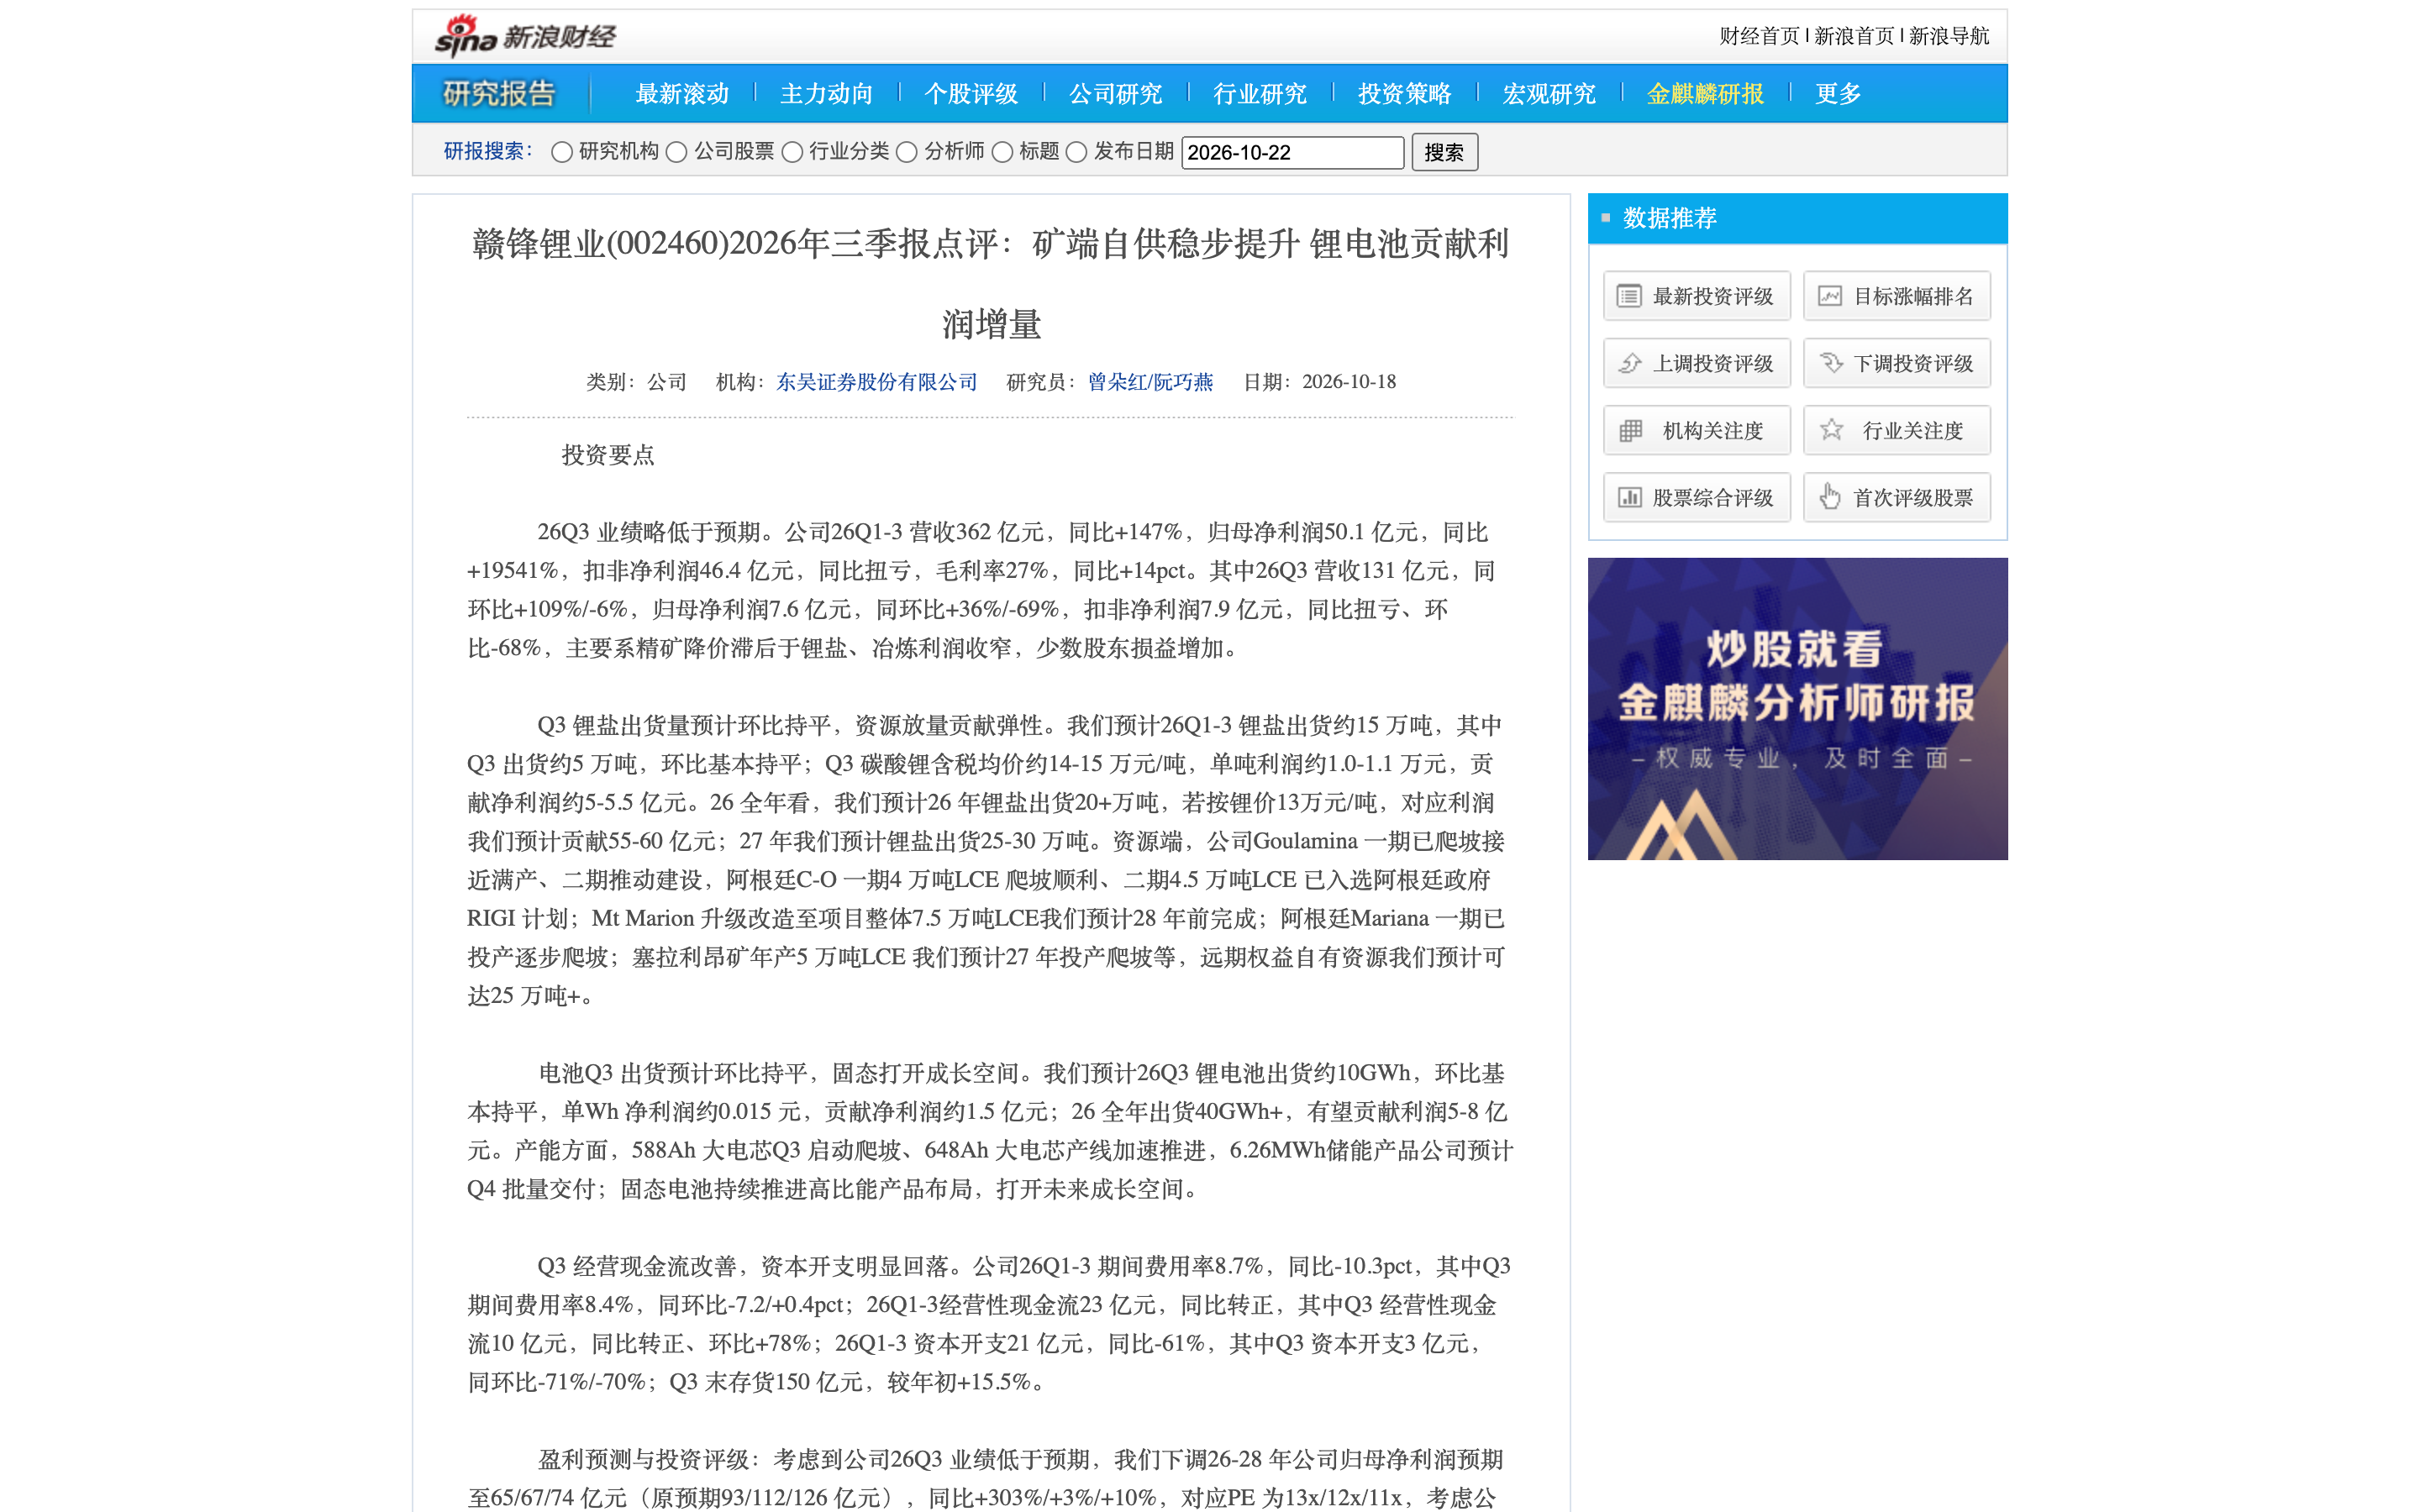 sina 新浪财经
财经首页 | 新浪首页 | 新浪导航
研究报告 最新滚动 主力动向 个股评级 公司研究 行业研究 投资策略 宏观研究 金麒麟研报 更多
研报搜索： 研究机构 公司股票 行业分类 分析师 标题 发布日期 2026-10-22 搜索
赣锋锂业(002460)2026年三季报点评：矿端自供稳步提升 锂电池贡献利
润增量
类别：公司 机构：东吴证券股份有限公司 研究员：曾朵红/阮巧燕 日期：2026-10-18
投资要点
26Q3 业绩略低于预期。公司26Q1-3 营收362 亿元，同比+147%，归母净利润50.1 亿元，同比
+19541%，扣非净利润46.4 亿元，同比扭亏，毛利率27%，同比+14pct。其中26Q3 营收131 亿元，同
环比+109%/-6%，归母净利润7.6 亿元，同环比+36%/-69%，扣非净利润7.9 亿元，同比扭亏、环
比-68%，主要系精矿降价滞后于锂盐、冶炼利润收窄，少数股东损益增加。
Q3 锂盐出货量预计环比持平，资源放量贡献弹性。我们预计26Q1-3 锂盐出货约15 万吨，其中
Q3 出货约5 万吨，环比基本持平；Q3 碳酸锂含税均价约14-15 万元/吨，单吨利润约1.0-1.1 万元，贡
献净利润约5-5.5 亿元。26 全年看，我们预计26 年锂盐出货20+万吨，若按锂价13万元/吨，对应利润
我们预计贡献55-60 亿元；27 年我们预计锂盐出货25-30 万吨。资源端，公司Goulamina 一期已爬坡接
近满产、二期推动建设，阿根廷C-O 一期4 万吨LCE 爬坡顺利、二期4.5 万吨LCE 已入选阿根廷政府
RIGI 计划；Mt Marion 升级改造至项目整体7.5 万吨LCE我们预计28 年前完成；阿根廷Mariana 一期已
投产逐步爬坡；塞拉利昂矿年产5 万吨LCE 我们预计27 年投产爬坡等，远期权益自有资源我们预计可
达25 万吨+。
电池Q3 出货预计环比持平，固态打开成长空间。我们预计26Q3 锂电池出货约10GWh，环比基
本持平，单Wh 净利润约0.015 元，贡献净利润约1.5 亿元；26 全年出货40GWh+，有望贡献利润5-8 亿
元。产能方面，588Ah 大电芯Q3 启动爬坡、648Ah 大电芯产线加速推进，6.26MWh储能产品公司预计
Q4 批量交付；固态电池持续推进高比能产品布局，打开未来成长空间。
Q3 经营现金流改善，资本开支明显回落。公司26Q1-3 期间费用率8.7%，同比-10.3pct，其中Q3
期间费用率8.4%，同环比-7.2/+0.4pct；26Q1-3经营性现金流23 亿元，同比转正，其中Q3 经营性现金
流10 亿元，同比转正、环比+78%；26Q1-3 资本开支21 亿元，同比-61%，其中Q3 资本开支3 亿元，
同环比-71%/-70%；Q3 末存货150 亿元，较年初+15.5%。
盈利预测与投资评级：考虑到公司26Q3 业绩低于预期，我们下调26-28 年公司归母净利润预期
至65/67/74 亿元（原预期93/112/126 亿元），同比+303%/+3%/+10%，对应PE 为13x/12x/11x，考虑公
数据推荐
最新投资评级 目标涨幅排名
上调投资评级 下调投资评级
机构关注度 行业关注度
股票综合评级 首次评级股票
炒股就看
金麒麟分析师研报
– 权威专业，及时全面 –